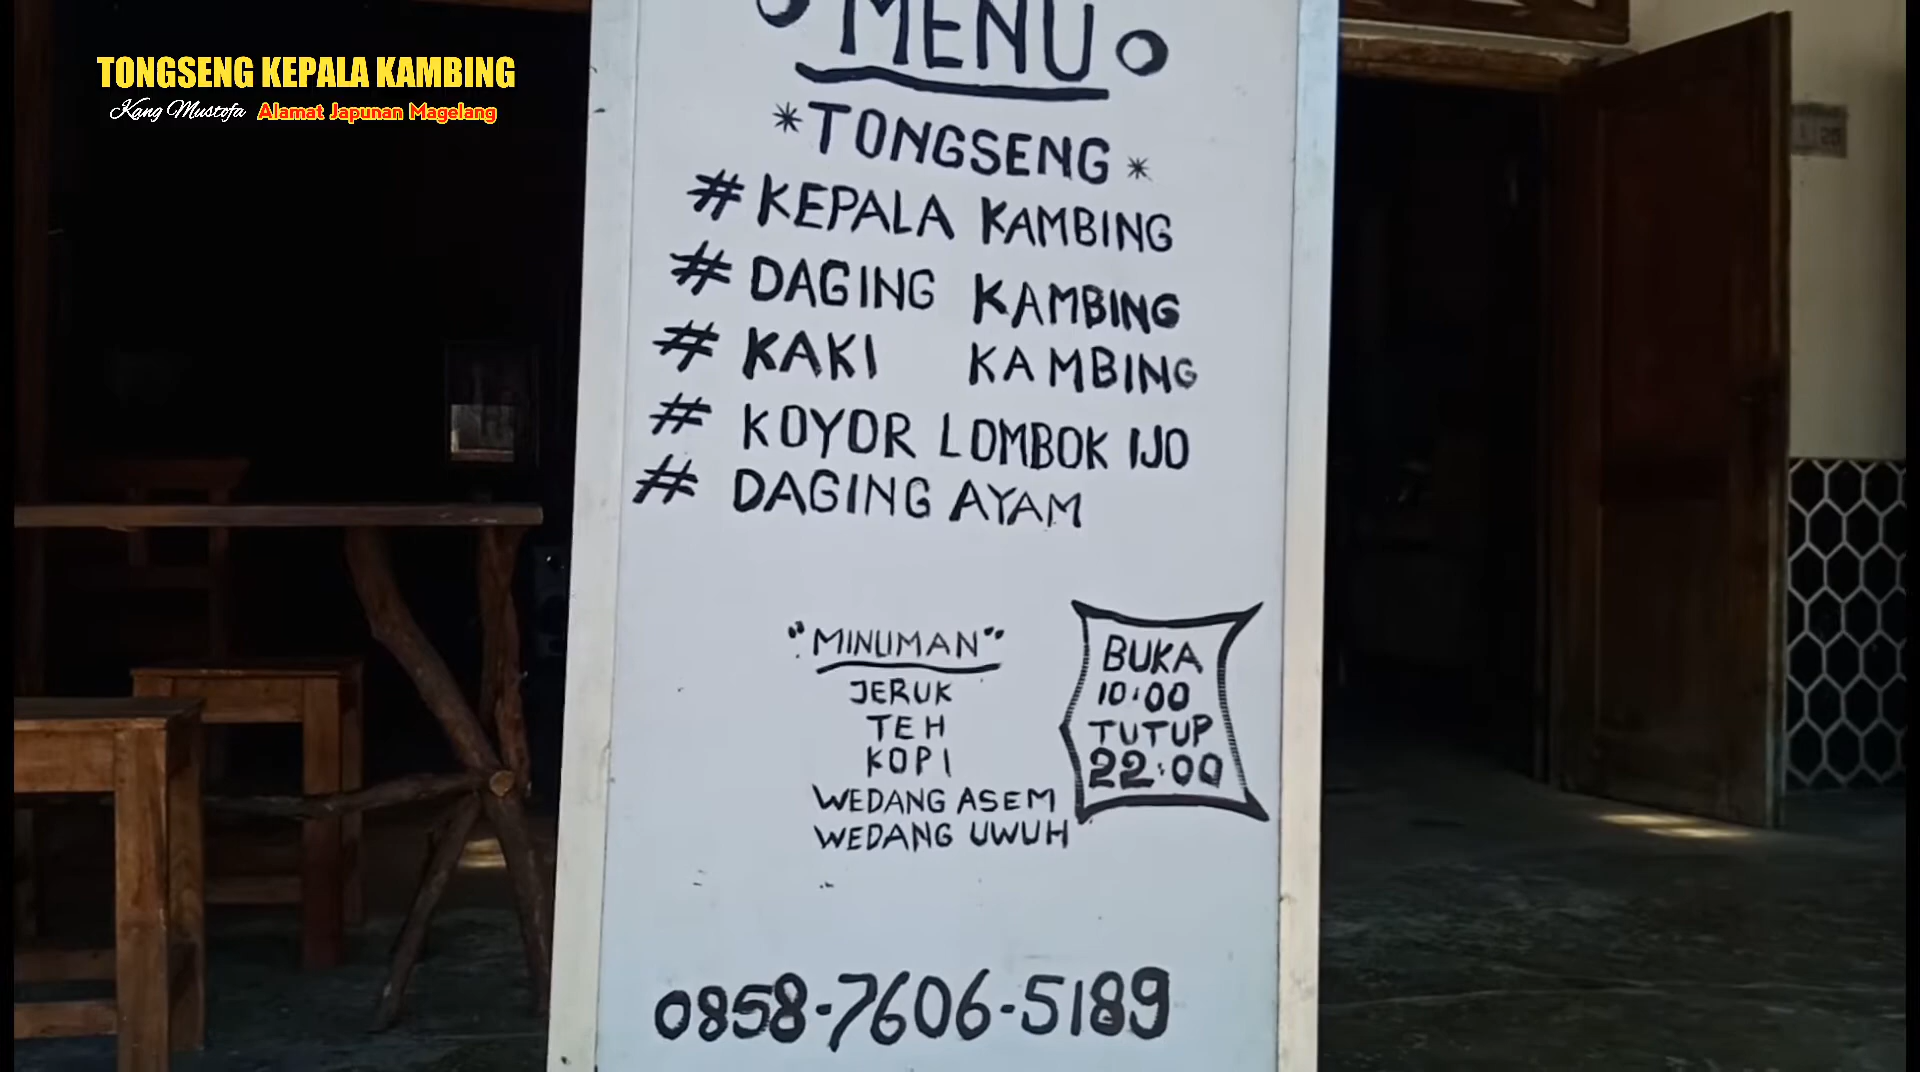 TONGSENG KEPALA KAMBING
Kang Mustofa Alamat Japunan Magelang
MENU
*TONGSENG*
# KEPALA KAMBING
# DAGING KAMBING
# KAKI KAMBING
# KOYOR LOMBOK IJO
# DAGING AYAM
"MINUMAN"
JERUK
TEH
KOPI
WEDANG ASEM
WEDANG UWUH
BUKA
10:00
TUTUP
22:00
0858-7606-5189